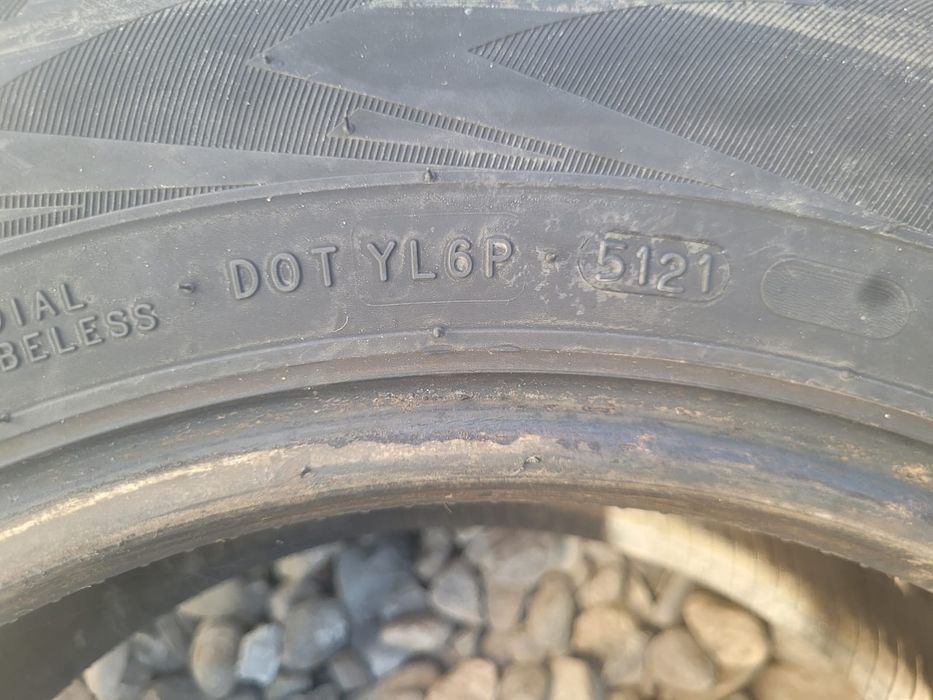 DIAL
BELESS
· DOT YL6P · 5121